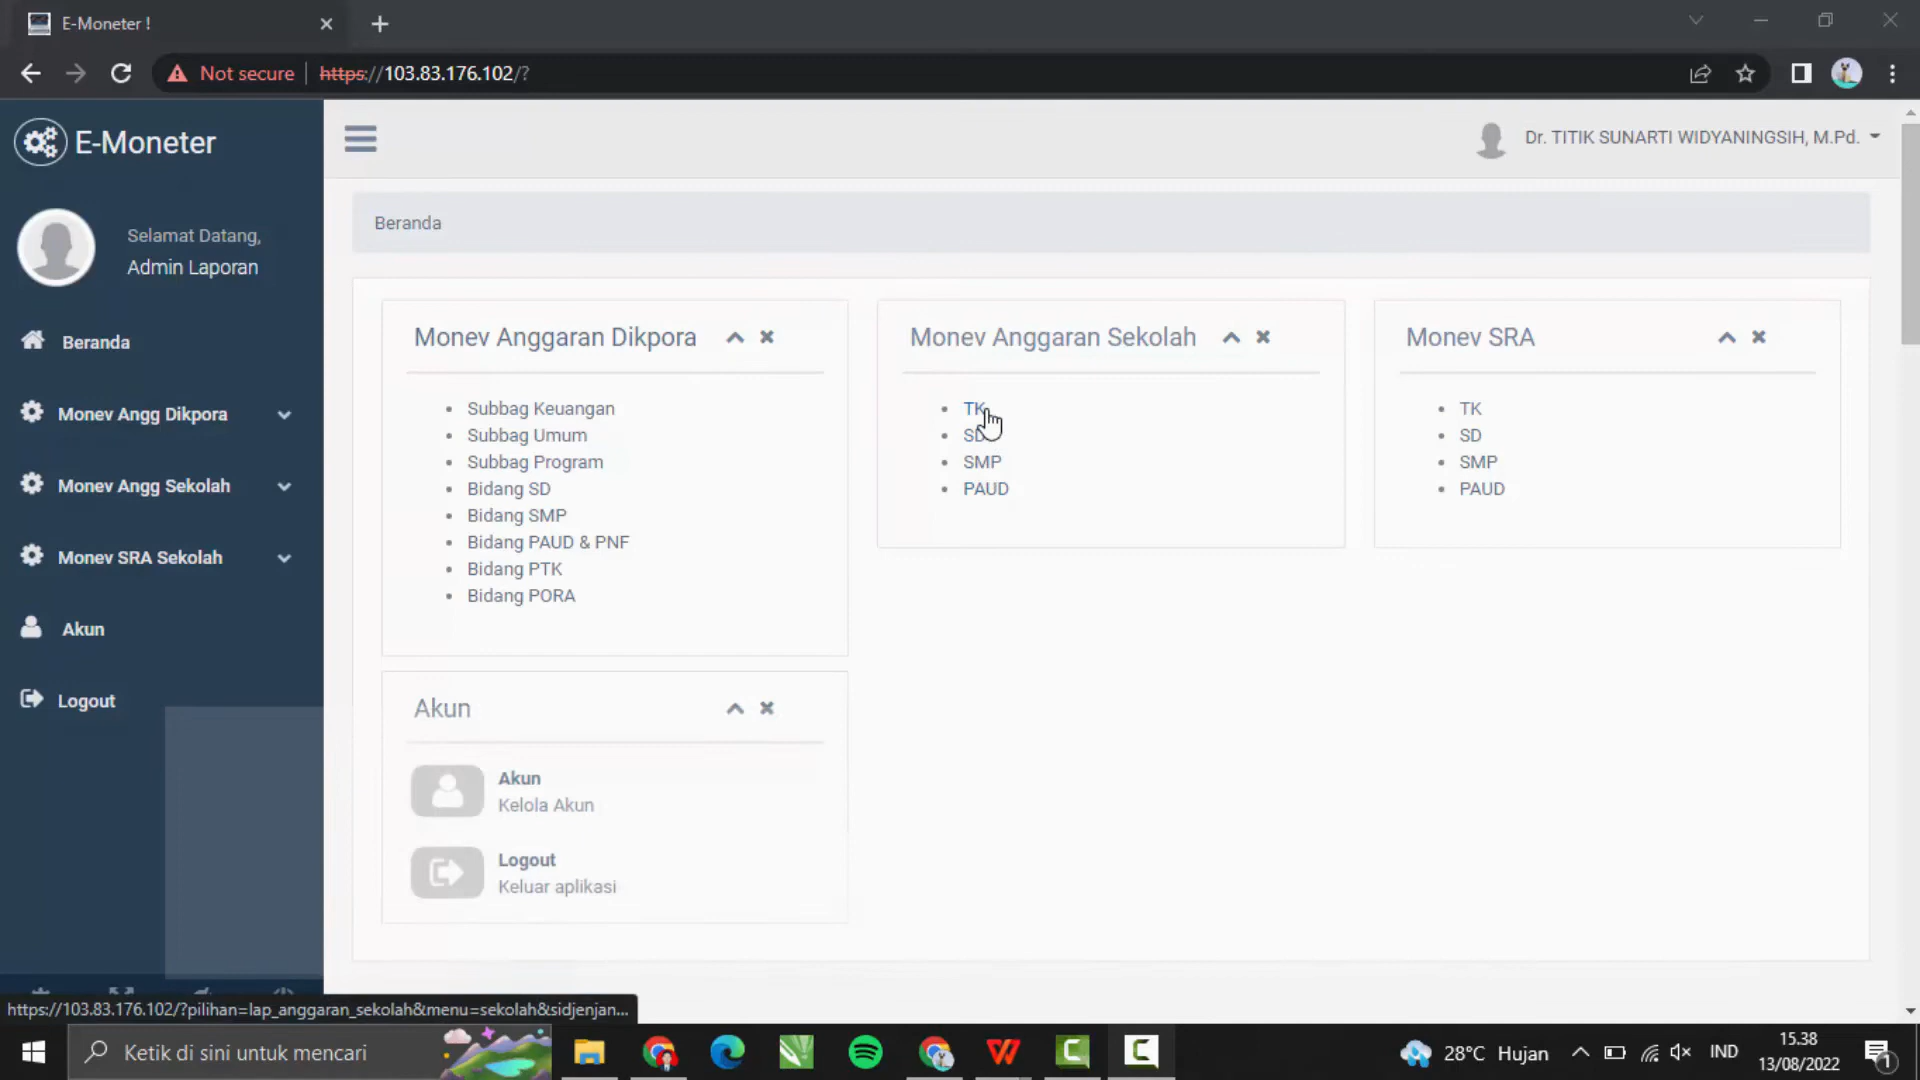 E-Moneter !
Not secure
https://103.83.176.102/?
E-Moneter
Dr. TITIK SUNARTI WIDYANINGSIH, M.Pd.
Selamat Datang,
Admin Laporan
Beranda
Monev Angg Dikpora
Monev Angg Sekolah
Monev SRA Sekolah
Akun
Logout
Beranda
Monev Anggaran Dikpora
Subbag Keuangan
Subbag Umum
Subbag Program
Bidang SD
Bidang SMP
Bidang PAUD & PNF
Bidang PTK
Bidang PORA
Monev Anggaran Sekolah
TK
SD
SMP
PAUD
Monev SRA
TK
SD
SMP
PAUD
Akun
Akun
Kelola Akun
Logout
Keluar aplikasi
https://103.83.176.102/?pilihan=lap_anggaran_sekolah&menu=sekolah&sidjenjan...
Ketik di sini untuk mencari
28°C Hujan
IND
15.38
13/08/2022
1